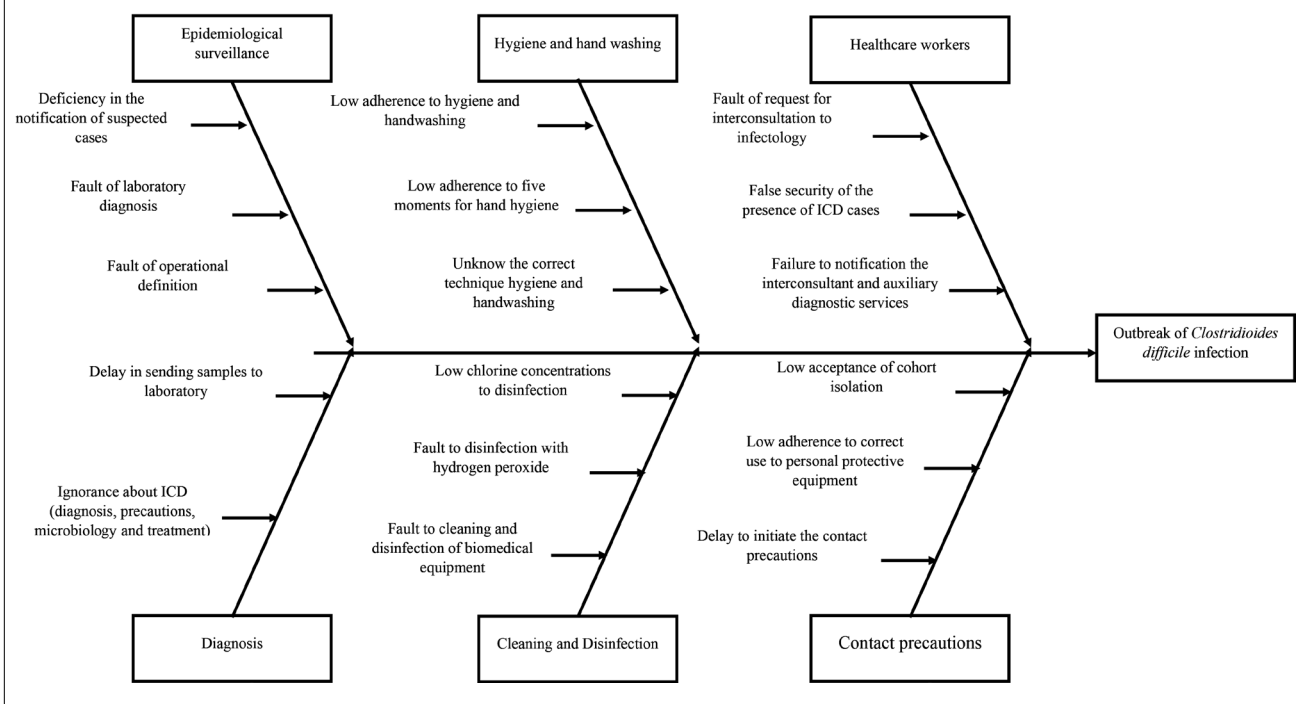 Epidemiological
surveillance
Hygiene and hand washing
Healthcare workers
Deficiency in the
notification of suspected
cases
Fault of laboratory
diagnosis
Fault of operational
definition
Low adherence to hygiene and
handwashing
Low adherence to five
moments for hand hygiene
Unknow the correct
technique hygiene and
handwashing
Fault of request for
interconsultation to
infectology
False security of the
presence of ICD cases
Failure to notification the
interconsultant and auxiliary
diagnostic services
Outbreak of Clostridioides
difficile infection
Delay in sending samples to
laboratory
Ignorance about ICD
(diagnosis, precautions,
microbiology and treatment)
Low chlorine concentrations
to disinfection
Fault to disinfection with
hydrogen peroxide
Fault to cleaning and
disinfection of biomedical
equipment
Low acceptance of cohort
isolation
Low adherence to correct
use to personal protective
equipment
Delay to initiate the contact
precautions
Diagnosis
Cleaning and Disinfection
Contact precautions